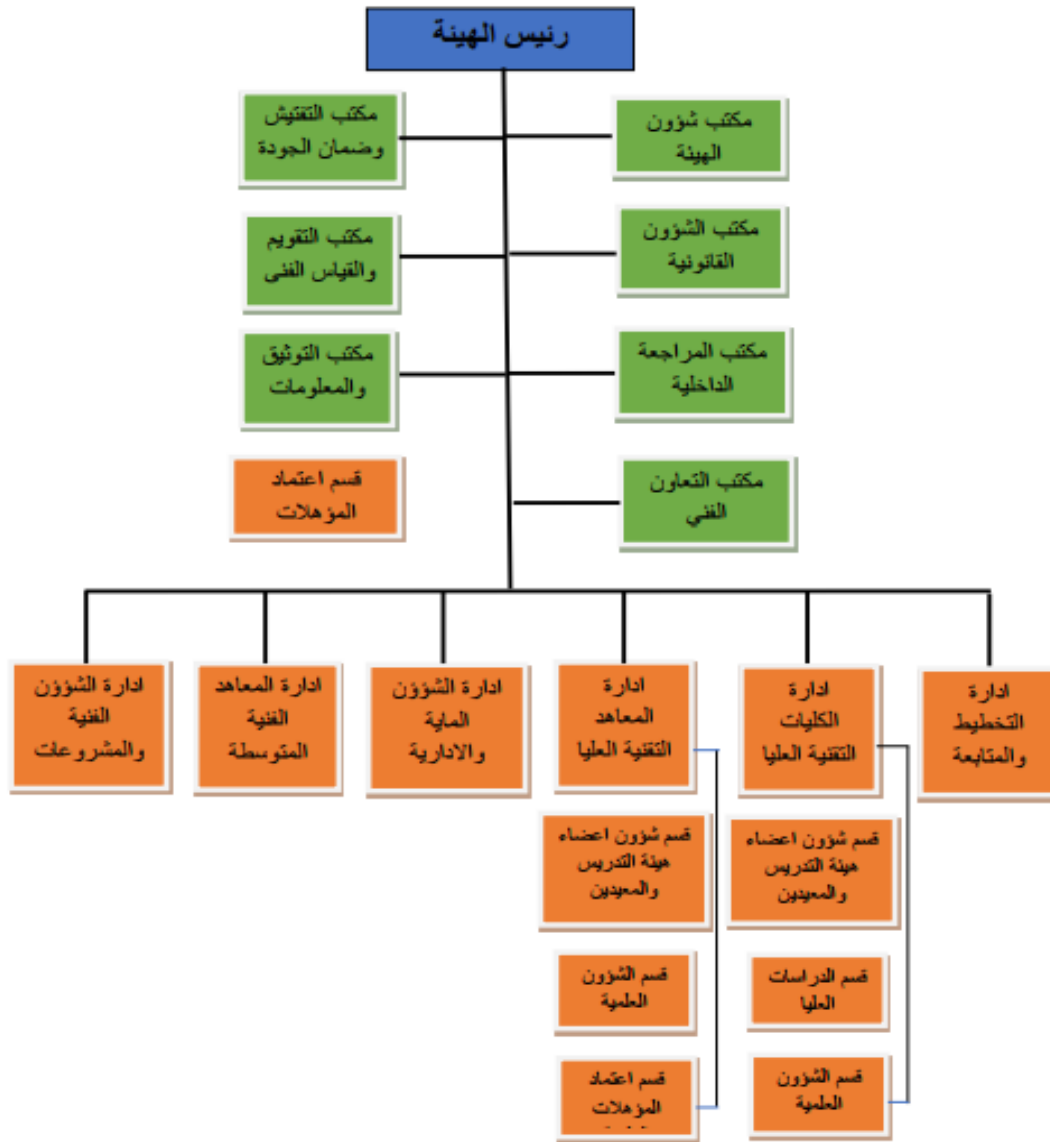 رئيس الهيئة
مكتب شؤون
الهيئة
مكتب التفتيش
وضمان الجودة
مكتب الشؤون
القانونية
مكتب التقويم
والقياس الفنى
مكتب المراجعة
الداخلية
مكتب التوثيق
والمعلومات
مكتب التعاون
الفني
قسم اعتماد
المؤهلات
ادارة
التخطيط
والمتابعة
ادارة
الكليات
التقنية العليا
ادارة
المعاهد
التقنية العليا
ادارة الشؤون
الماية
والادارية
ادارة المعاهد
الفنية
المتوسطة
ادارة الشؤؤن
الفنية
والمشروعات
قسم شؤون اعضاء
هيئة التدريس
والمعيدين
قسم الدراسات
العليا
قسم الشؤون
العلمية
قسم شؤون اعضاء
هيئة التدريس
والمعيدين
قسم الشؤون
العلمية
قسم اعتماد
المؤهلات